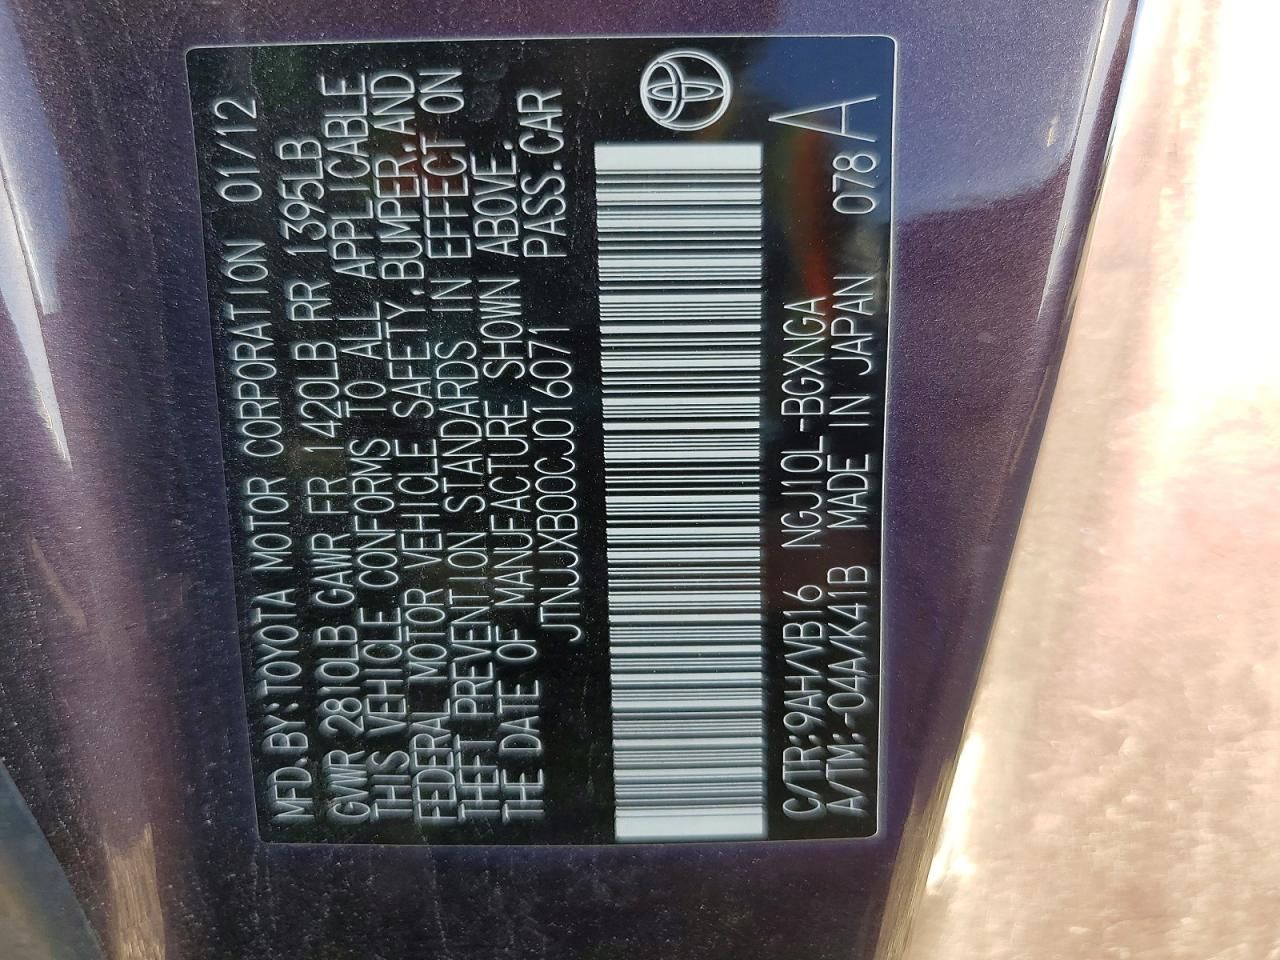 MFD.BY:TOYOTA MOTOR CORPORATION 01/12
GVWR 2810LB GAWR FR 1420LB RR 1395LB
THIS VEHICLE CONFORMS TO ALL APPLICABLE
FEDERAL MOTOR VEHICLE SAFETY,BUMPER,AND
THEFT PREVENTION STANDARDS IN EFFECT ON
THE DATE OF MANUFACTURE SHOWN ABOVE.
JTNJJXB00CJ016071 PASS.CAR
C/TR:9AH/VB16 NGJ10L-BGXNGA
A/TM:-04A/K41B MADE IN JAPAN 078 A